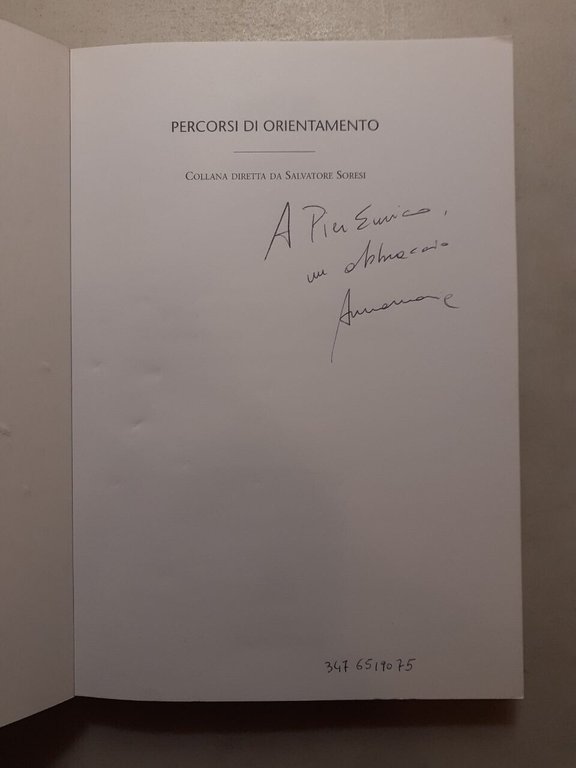 PERCORSI DI ORIENTAMENTO
COLLANA DIRETTA DA SALVATORE SORESI
A Pier Enrico,
un abbraccio
347 6519075